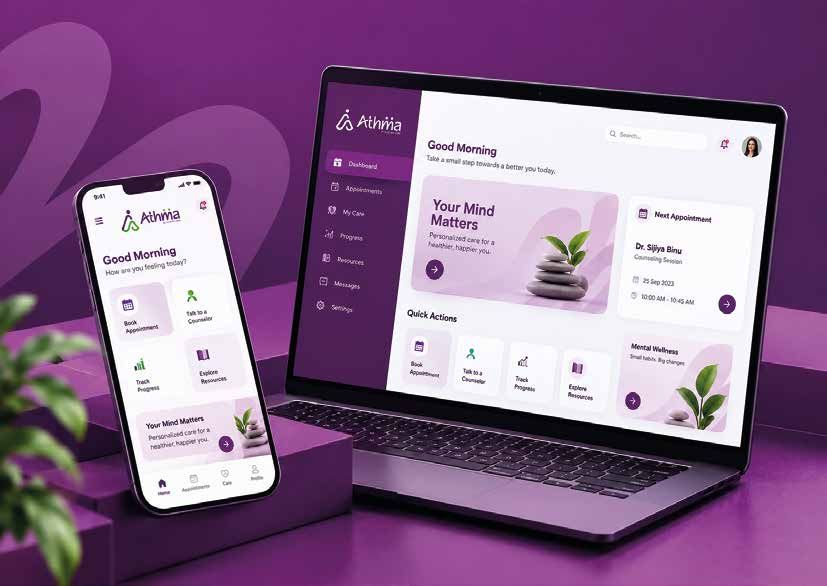 9:41
Athma
Good Morning
How are you feeling today?
Book
Appointment
Talk to a
Counselor
Track
Progress
Explore
Resources
Your Mind Matters
Personalized care for a
healthier, happier you.
Home
Appointments
Care
Profile
Athma
Dashboard
Appointments
My Care
Progress
Resources
Messages
Settings
Search...
Good Morning
Take a small step towards a better you today.
Your Mind
Matters
Personalized care for a
healthier, happier you.
Next Appointment
Dr. Sijiya Binu
Counseling Session
25 Sep 2023
10:00 AM - 10:45 AM
Quick Actions
Book
Appointment
Talk to a
Counselor
Track
Progress
Explore
Resources
Mental Wellness
Small habits. Big changes